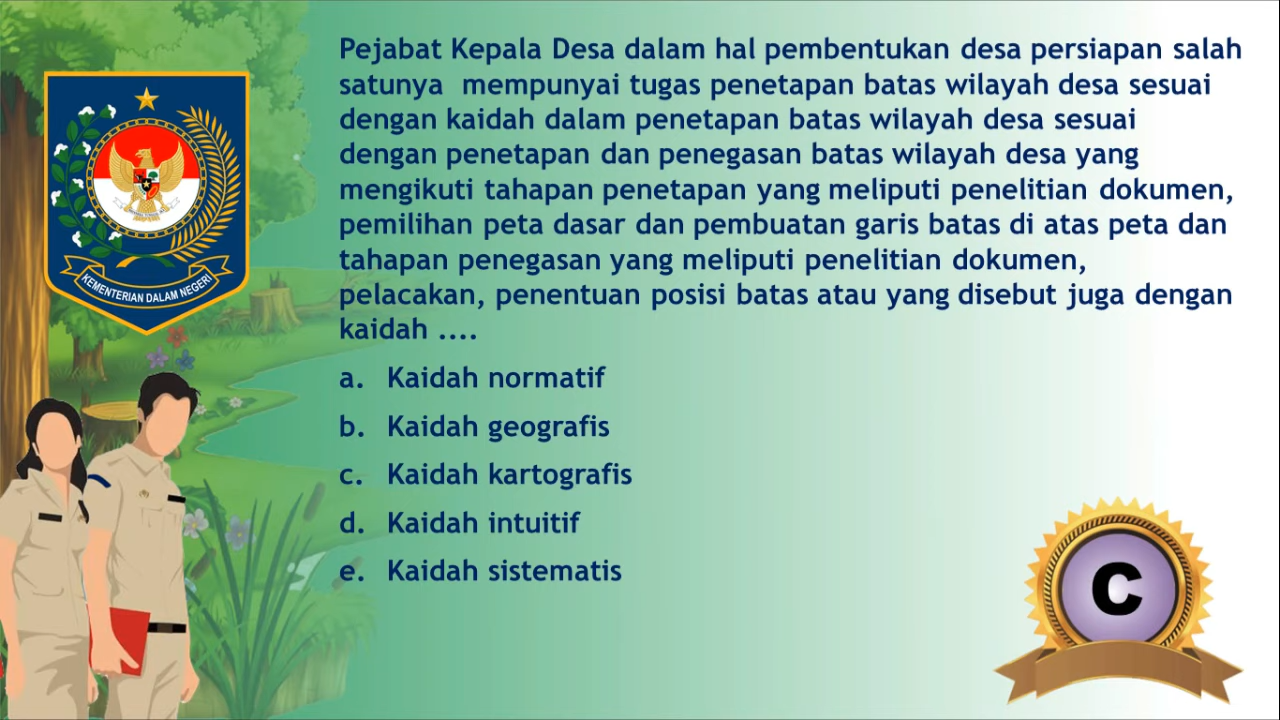 Pejabat Kepala Desa dalam hal pembentukan desa persiapan salah
satunya mempunyai tugas penetapan batas wilayah desa sesuai
dengan kaidah dalam penetapan batas wilayah desa sesuai
dengan penetapan dan penegasan batas wilayah desa yang
mengikuti tahapan penetapan yang meliputi penelitian dokumen,
pemilihan peta dasar dan pembuatan garis batas di atas peta dan
tahapan penegasan yang meliputi penelitian dokumen,
pelacakan, penentuan posisi batas atau yang disebut juga dengan
kaidah ....
a. Kaidah normatif
b. Kaidah geografis
c. Kaidah kartografis
d. Kaidah intuitif
e. Kaidah sistematis
KEMENTERIAN DALAM NEGERI
C